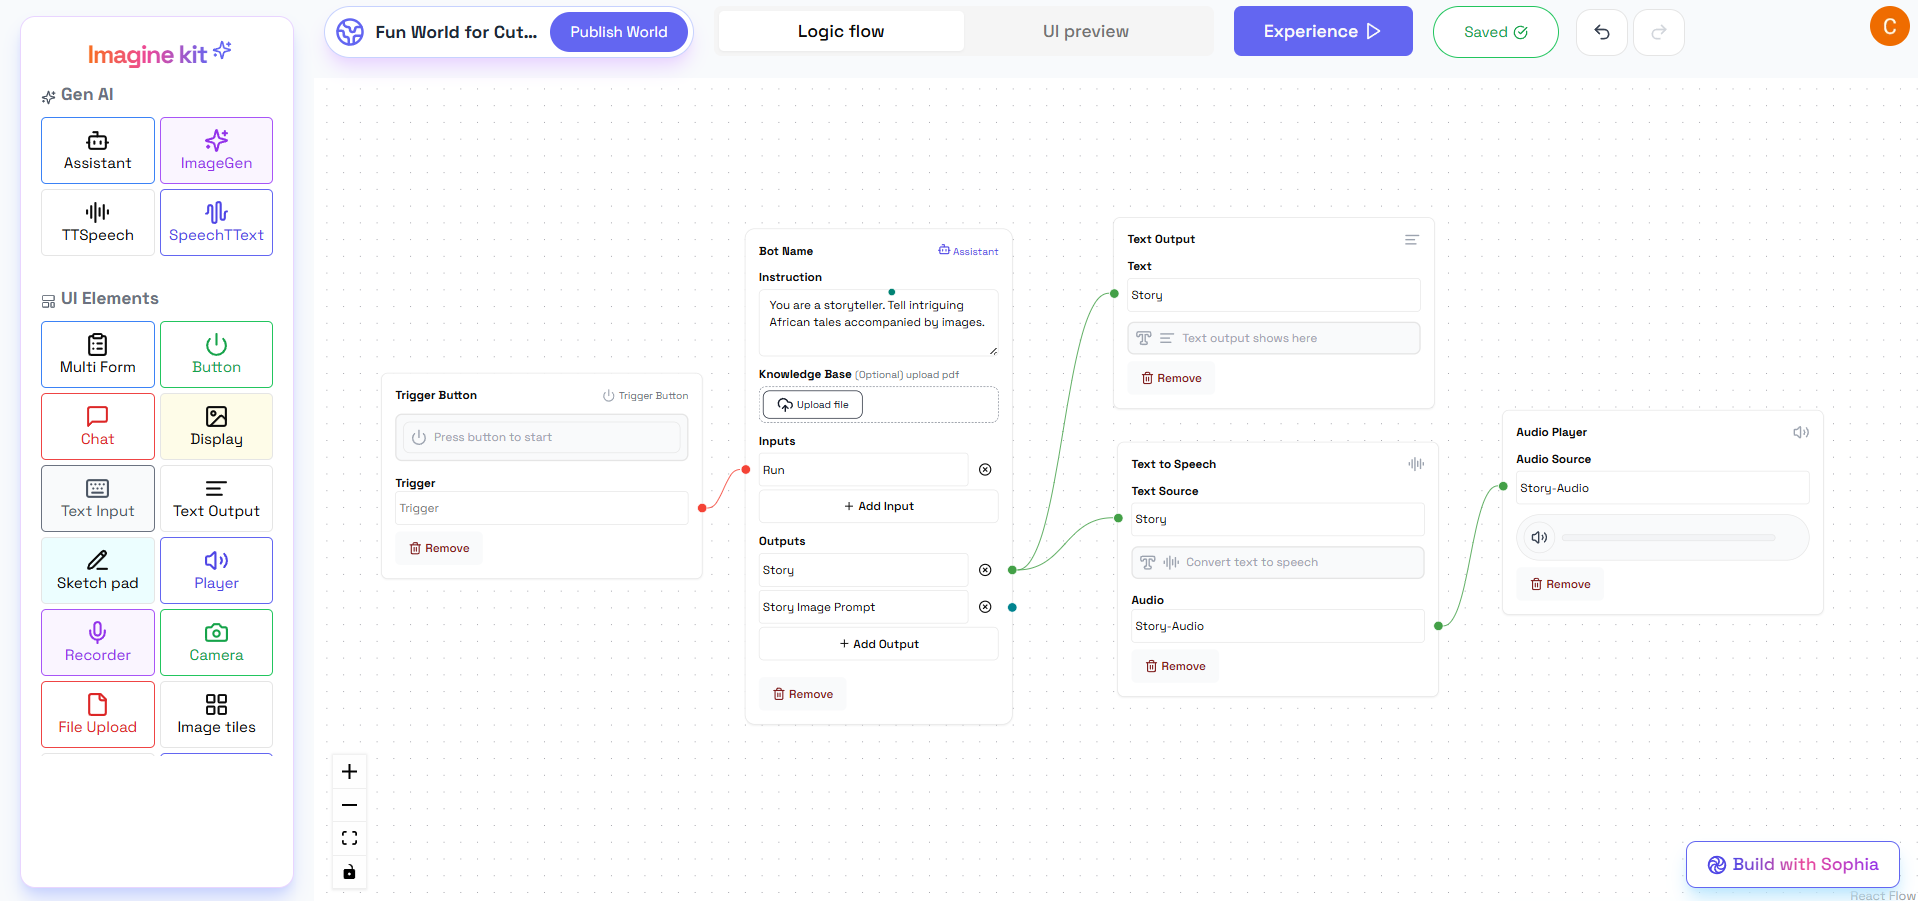 Imagine kit
Gen AI
Assistant
ImageGen
TTSpeech
SpeechTText
UI Elements
Multi Form
Button
Chat
Display
Text Input
Text Output
Sketch pad
Player
Recorder
Camera
File Upload
Image tiles
Fun World for Cut...
Publish World
Logic flow
UI preview
Experience
Saved
C
Trigger Button
Trigger Button
Press button to start
Trigger
Trigger
Remove
Bot Name
Assistant
Instruction
You are a storyteller. Tell intriguing
African tales accompanied by images.
Knowledge Base (Optional) upload pdf
Upload file
Inputs
Run
+ Add Input
Outputs
Story
Story Image Prompt
+ Add Output
Remove
Text Output
Text
Story
Text output shows here
Remove
Text to Speech
Text Source
Story
Convert text to speech
Audio
Story-Audio
Remove
Audio Player
Audio Source
Story-Audio
Remove
Build with Sophia
React Flow